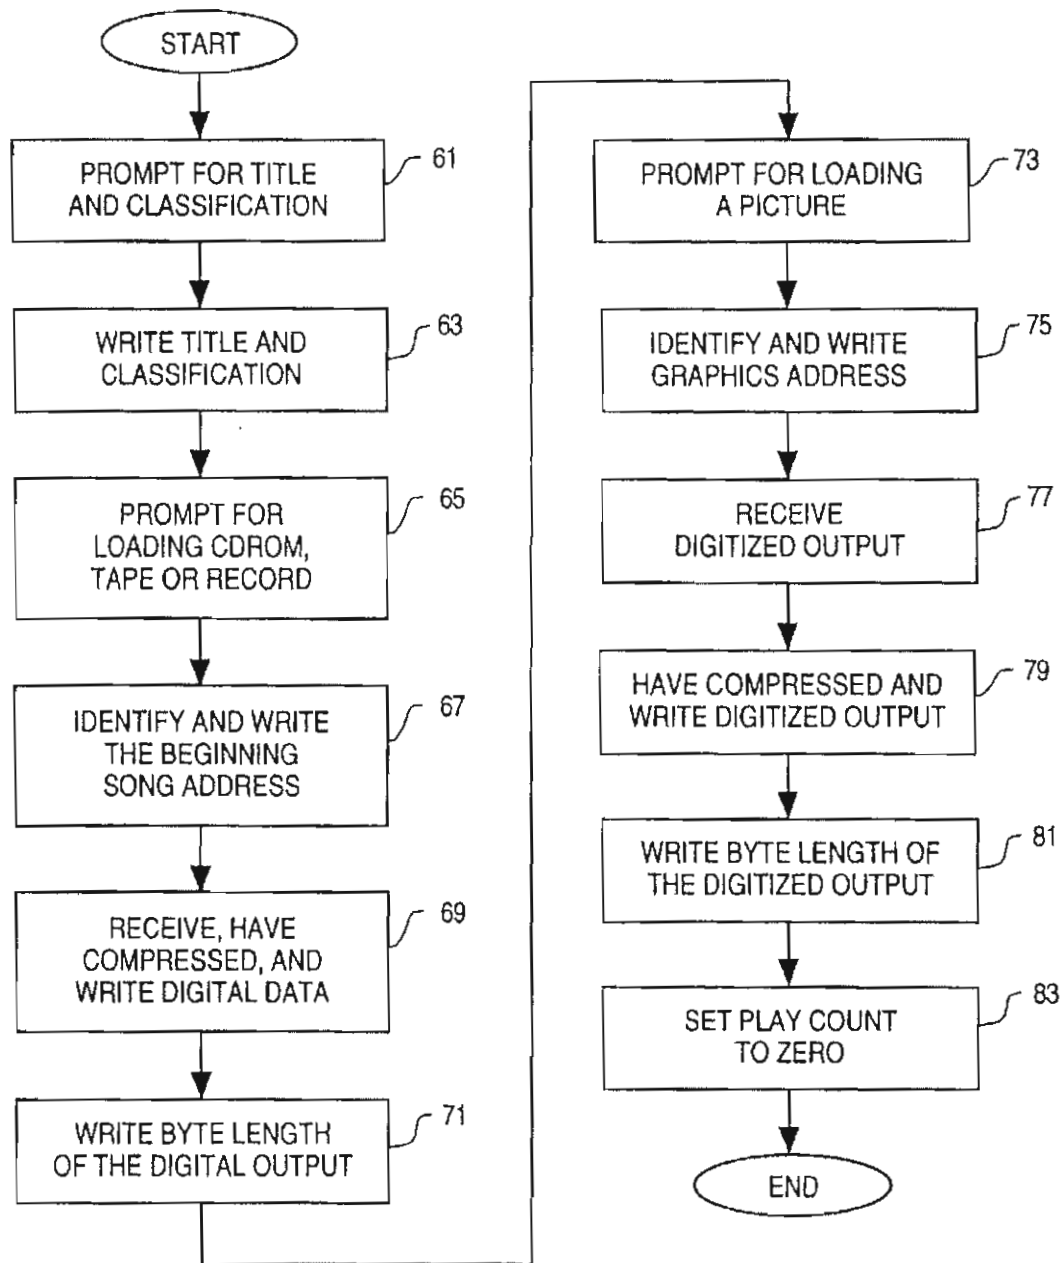 START
PROMPT FOR TITLE
AND CLASSIFICATION
61
WRITE TITLE AND
CLASSIFICATION
63
PROMPT FOR
LOADING CDROM,
TAPE OR RECORD
65
IDENTIFY AND WRITE
THE BEGINNING
SONG ADDRESS
67
RECEIVE, HAVE
COMPRESSED, AND
WRITE DIGITAL DATA
69
WRITE BYTE LENGTH
OF THE DIGITAL OUTPUT
71
PROMPT FOR LOADING
A PICTURE
73
IDENTIFY AND WRITE
GRAPHICS ADDRESS
75
RECEIVE
DIGITIZED OUTPUT
77
HAVE COMPRESSED AND
WRITE DIGITIZED OUTPUT
79
WRITE BYTE LENGTH OF
THE DIGITIZED OUTPUT
81
SET PLAY COUNT
TO ZERO
83
END